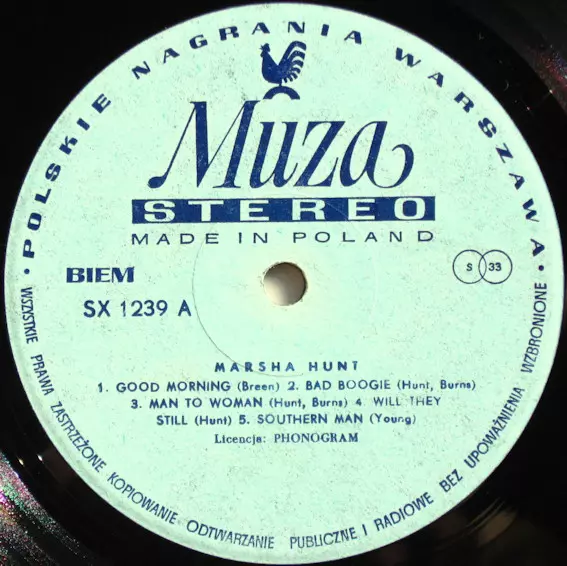 • POLSKIE NAGRANIA WARSZAWA •
Muza
STEREO
MADE IN POLAND
BIEM
S 33
SX 1239 A
MARSHA HUNT
1. GOOD MORNING (Breen) 2. BAD BOOGIE (Hunt, Burns)
3. MAN TO WOMAN (Hunt, Burns) 4. WILL THEY
STILL (Hunt) 5. SOUTHERN MAN (Young)
Licencja: PHONOGRAM
WSZYSTKIE PRAWA ZASTRZEŻONE KOPIOWANIE ODTWARZANIE PUBLICZNE I RADIOWE BEZ UPOWAŻNIENIA WZBRONIONE